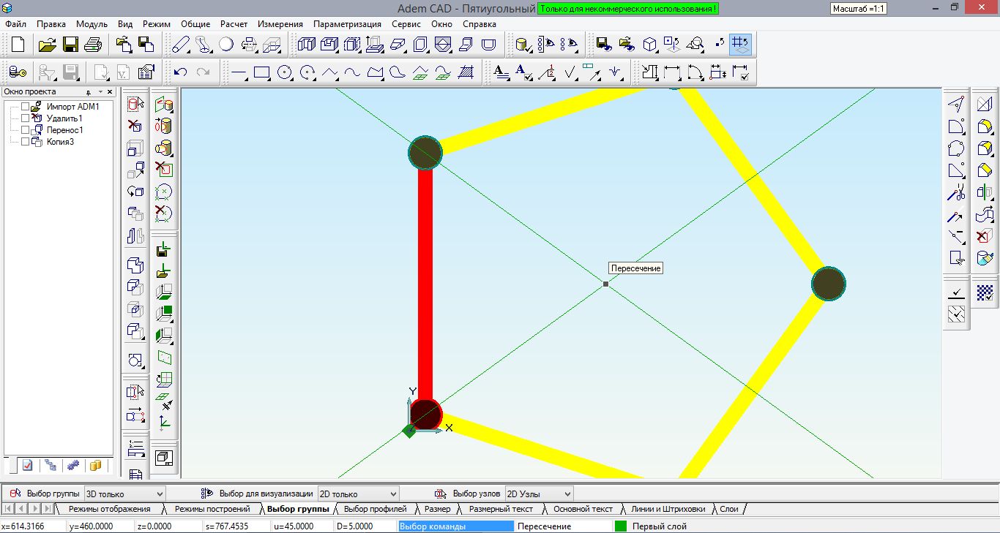 Adem CAD - Пятиугольный
Только для некоммерческого использования !
Масштаб =1:1
Файл Правка Модуль Вид Режим Общие Расчет Измерения Параметризация Сервис Окно Справка
Окно проекта
Импорт ADM1
Удалить1
Перенос1
Копия3
Пересечение
Y
X
Выбор группы 3D только Выбор для визуализации 2D только Выбор узлов 2D Узлы
Режимы отображения Режимы построений Выбор группы Выбор профилей Размер Размерный текст Основной текст Линии и Штриховки Слои
x=614.3166 y=460.0000 z=0.0000 s=767.4535 u=45.0000 D=5.0000 Выбор команды Пересечение Первый слой